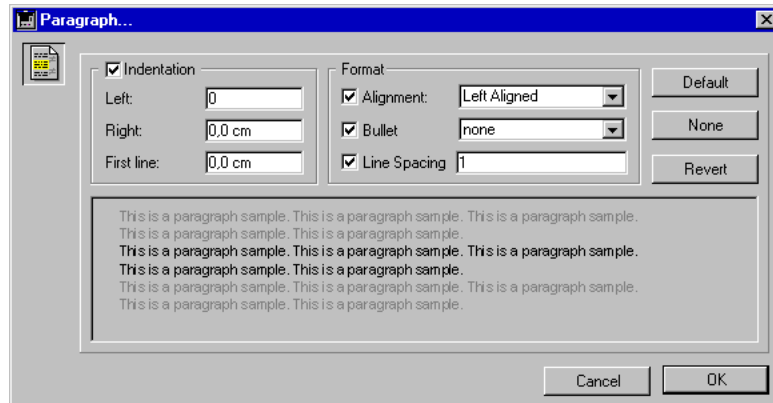 Paragraph...
Indentation
Left: 0
Right: 0,0 cm
First line: 0,0 cm
Format
Alignment: Left Aligned
Bullet none
Line Spacing 1
Default
None
Revert
This is a paragraph sample. This is a paragraph sample. This is a paragraph sample.
This is a paragraph sample. This is a paragraph sample.
This is a paragraph sample. This is a paragraph sample. This is a paragraph sample.
This is a paragraph sample. This is a paragraph sample.
This is a paragraph sample. This is a paragraph sample. This is a paragraph sample.
This is a paragraph sample. This is a paragraph sample.
Cancel
OK